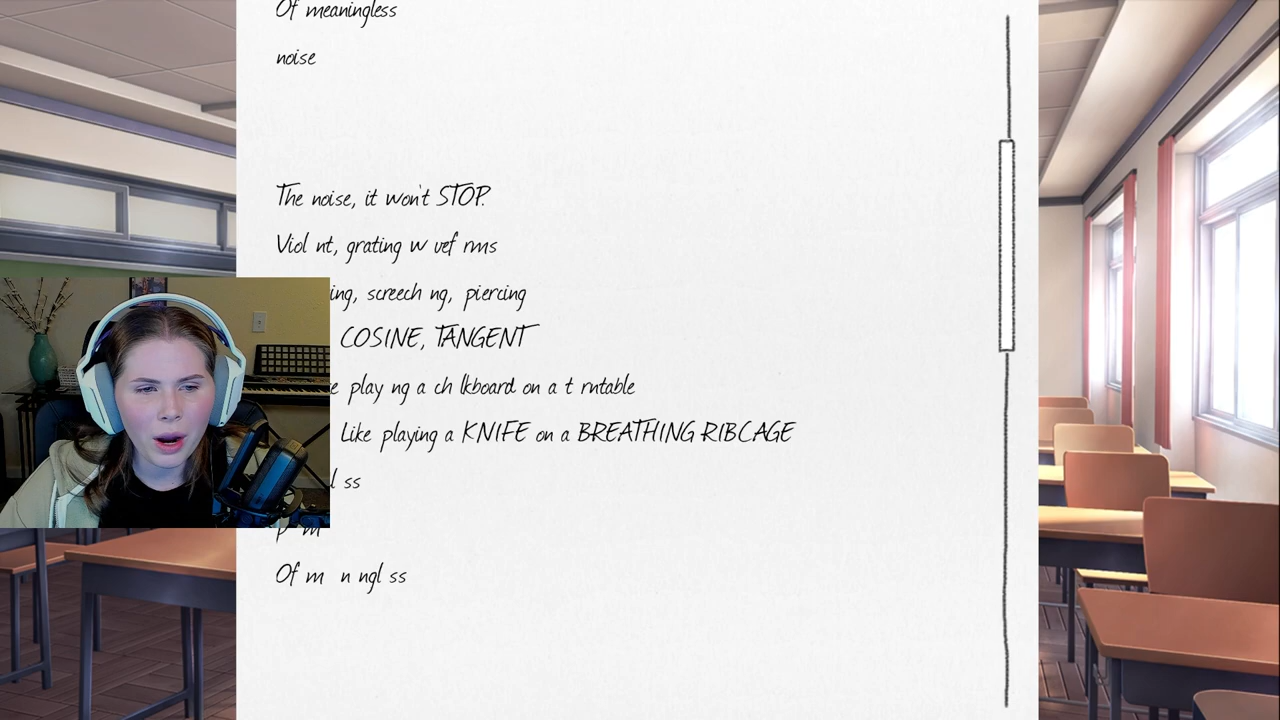 Of meaningless
noise
The noise, it won't STOP.
Viol nt, grating w vef rms
ing, screech ng, piercing
COSINE, TANGENT
e play ng a ch lkboard on a t rntable
Like playing a KNIFE on a BREATHING RIBCAGE
l ss
p m
Of m n ngl ss